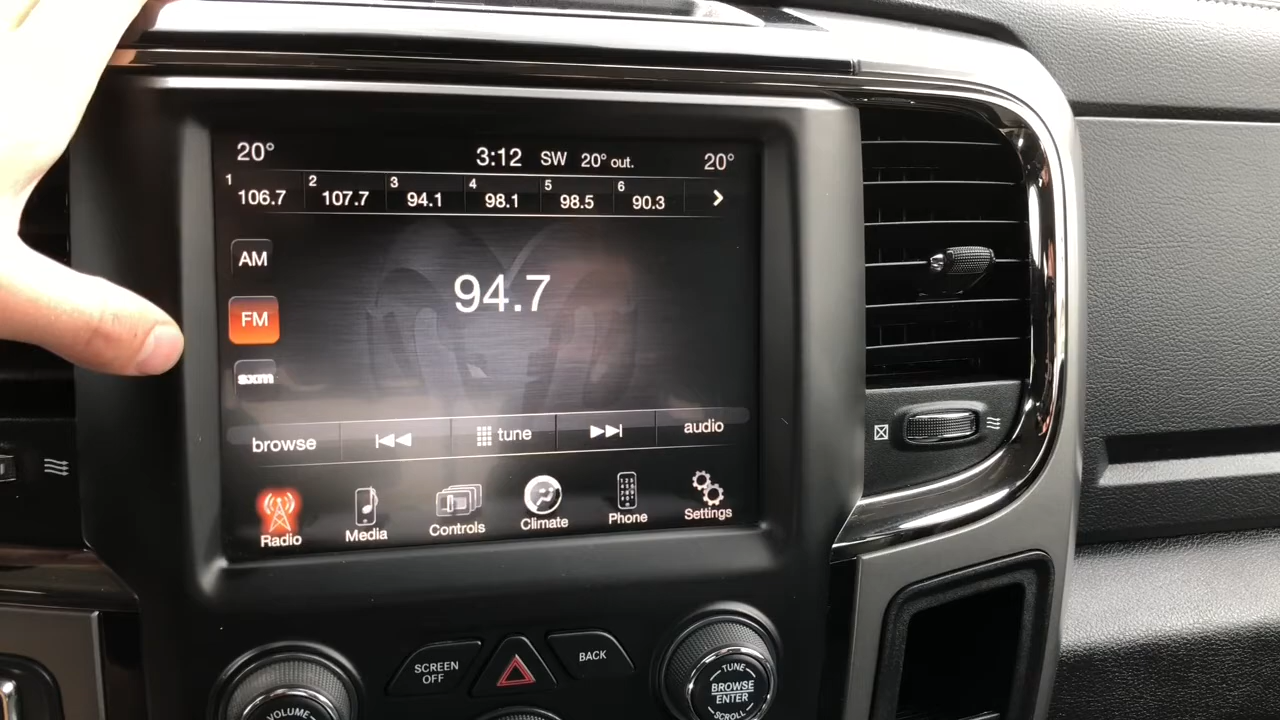 20° 3:12 SW 20° out. 20°
1 106.7 2 107.7 3 94.1 4 98.1 5 98.5 6 90.3
AM
94.7
FM
sxm
browse tune audio
Radio Media Controls Climate Phone Settings
SCREEN OFF BACK
VOLUME
TUNE
BROWSE
ENTER
SCROLL